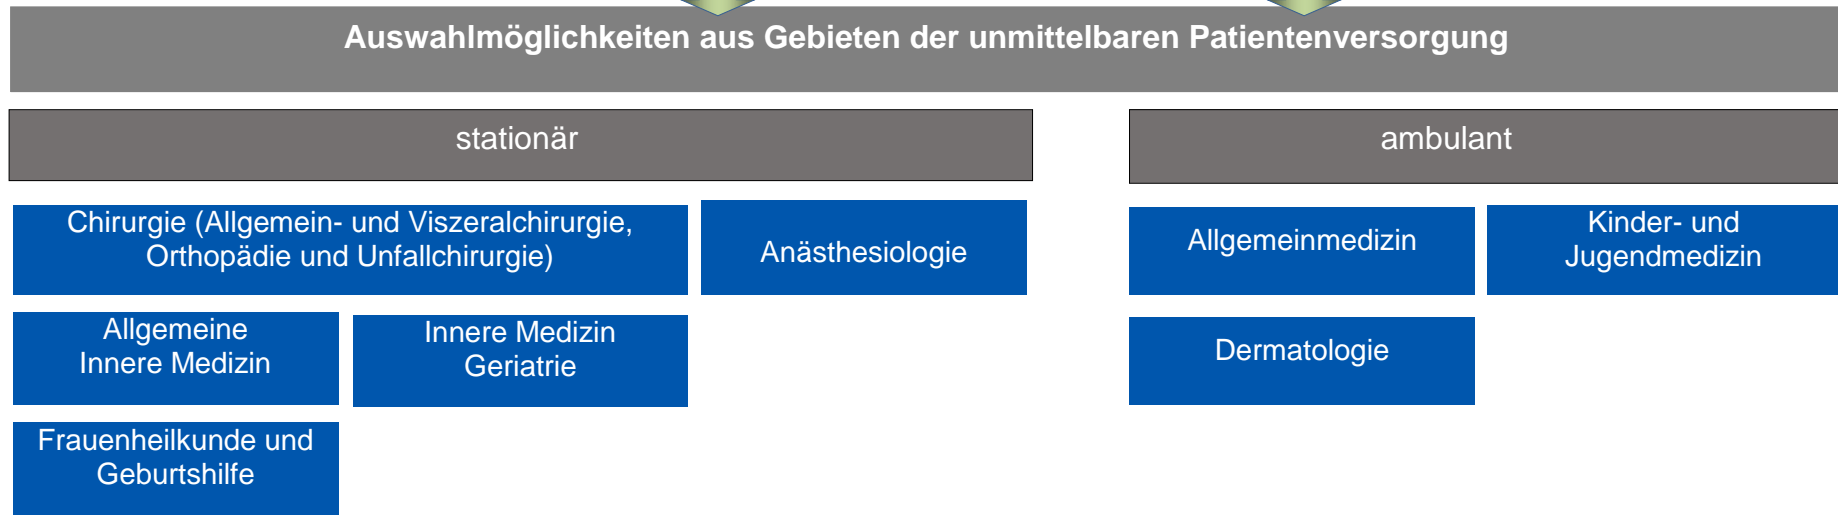 Auswahlmöglichkeiten aus Gebieten der unmittelbaren Patientenversorgung
stationär
ambulant
Chirurgie (Allgemein- und Viszeralchirurgie,
Orthopädie und Unfallchirurgie)
Anästhesiologie
Allgemeinmedizin
Kinder- und
Jugendmedizin
Allgemeine
Innere Medizin
Innere Medizin
Geriatrie
Dermatologie
Frauenheilkunde und
Geburtshilfe